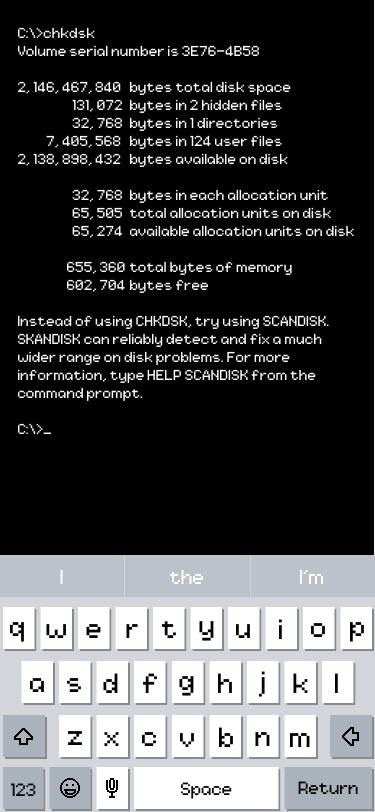 C:\>chkdsk
Volume serial number is 3E76-4B58
2,146,467,840 bytes total disk space
131,072 bytes in 2 hidden files
32,768 bytes in 1 directories
7,405,568 bytes in 124 user files
2,138,898,432 bytes available on disk
32,768 bytes in each allocation unit
65,505 total allocation units on disk
65,274 available allocation units on disk
655,360 total bytes of memory
602,704 bytes free
Instead of using CHKDSK, try using SCANDISK.
SKANDISK can reliably detect and fix a much
wider range on disk problems. For more
information, type HELP SCANDISK from the
command prompt.
C:\>_
I the I'm
q w e r t y u i o p
a s d f g h j k l
z x c v b n m
123 Space Return